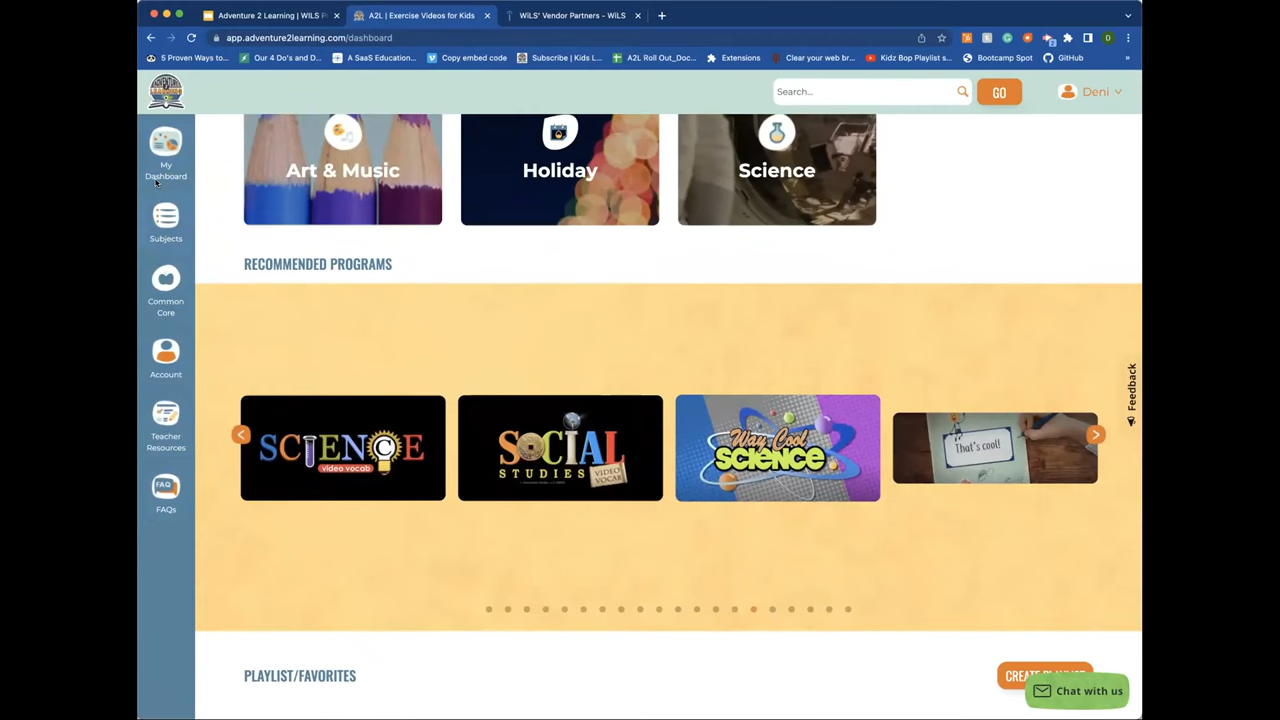 Adventure 2 Learning | WILS P
A2L | Exercise Videos for Kids
WiLS' Vendor Partners - WiLS
app.adventure2learning.com/dashboard
D
5 Proven Ways to...
Our 4 Do's and D...
A SaaS Education...
Copy embed code
Subscribe | Kids L...
A2L Roll Out_Doc...
Extensions
Clear your web br...
Kidz Bop Playlist s...
Bootcamp Spot
GitHub
»
Search...
GO
Deni
My
Dashboard
Subjects
Common
Core
Account
Teacher
Resources
FAQ
FAQs
Art & Music
Holiday
Science
RECOMMENDED PROGRAMS
SCIENCE
video vocab
SOCIAL
STUDIES
VIDEO
VOCAB
Way Cool
SCIENCE
That's cool!
Feedback
PLAYLIST/FAVORITES
Chat with us